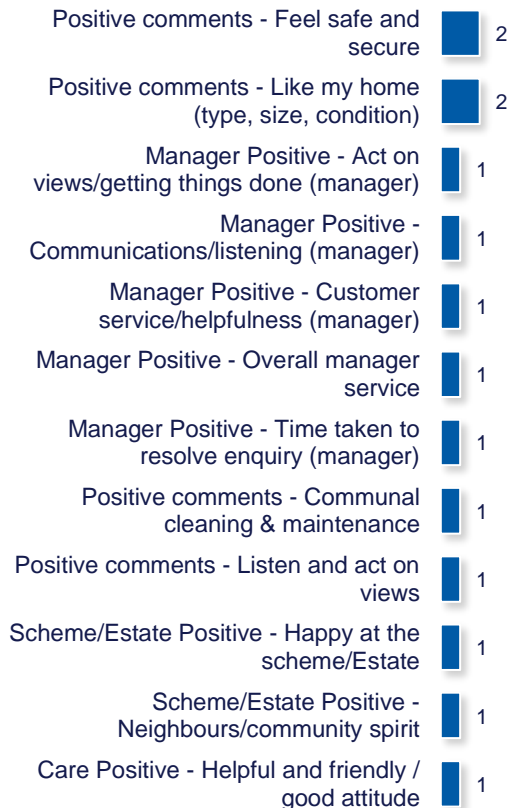 Positive comments - Feel safe and
secure
2
Positive comments - Like my home
(type, size, condition)
2
Manager Positive - Act on
views/getting things done (manager)
1
Manager Positive -
Communications/listening (manager)
1
Manager Positive - Customer
service/helpfulness (manager)
1
Manager Positive - Overall manager
service
1
Manager Positive - Time taken to
resolve enquiry (manager)
1
Positive comments - Communal
cleaning & maintenance
1
Positive comments - Listen and act on
views
1
Scheme/Estate Positive - Happy at the
scheme/Estate
1
Scheme/Estate Positive -
Neighbours/community spirit
1
Care Positive - Helpful and friendly /
good attitude
1